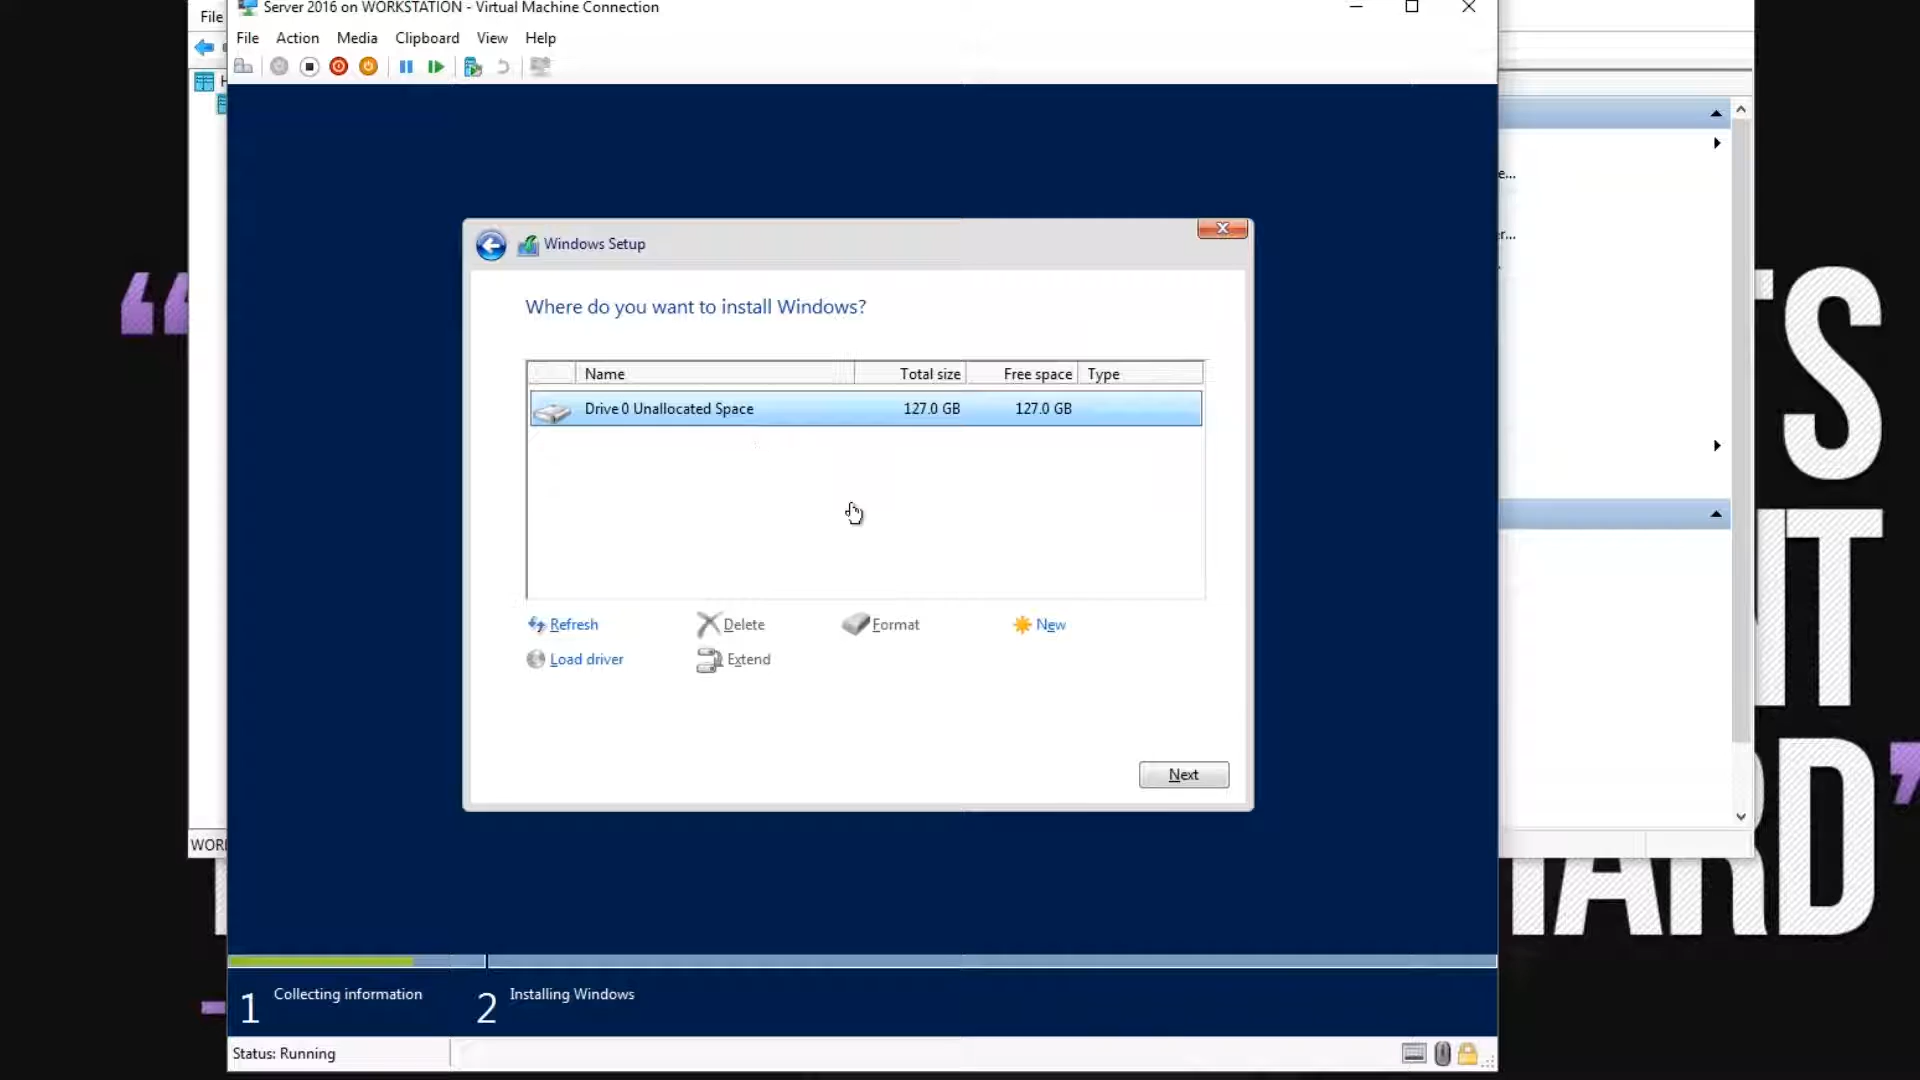 File
Server 2016 on WORKSTATION - Virtual Machine Connection
File Action Media Clipboard View Help
Windows Setup
Where do you want to install Windows?
Name Total size Free space Type
Drive 0 Unallocated Space 127.0 GB 127.0 GB
Refresh Delete Format New
Load driver Extend
Next
1 Collecting information 2 Installing Windows
Status: Running